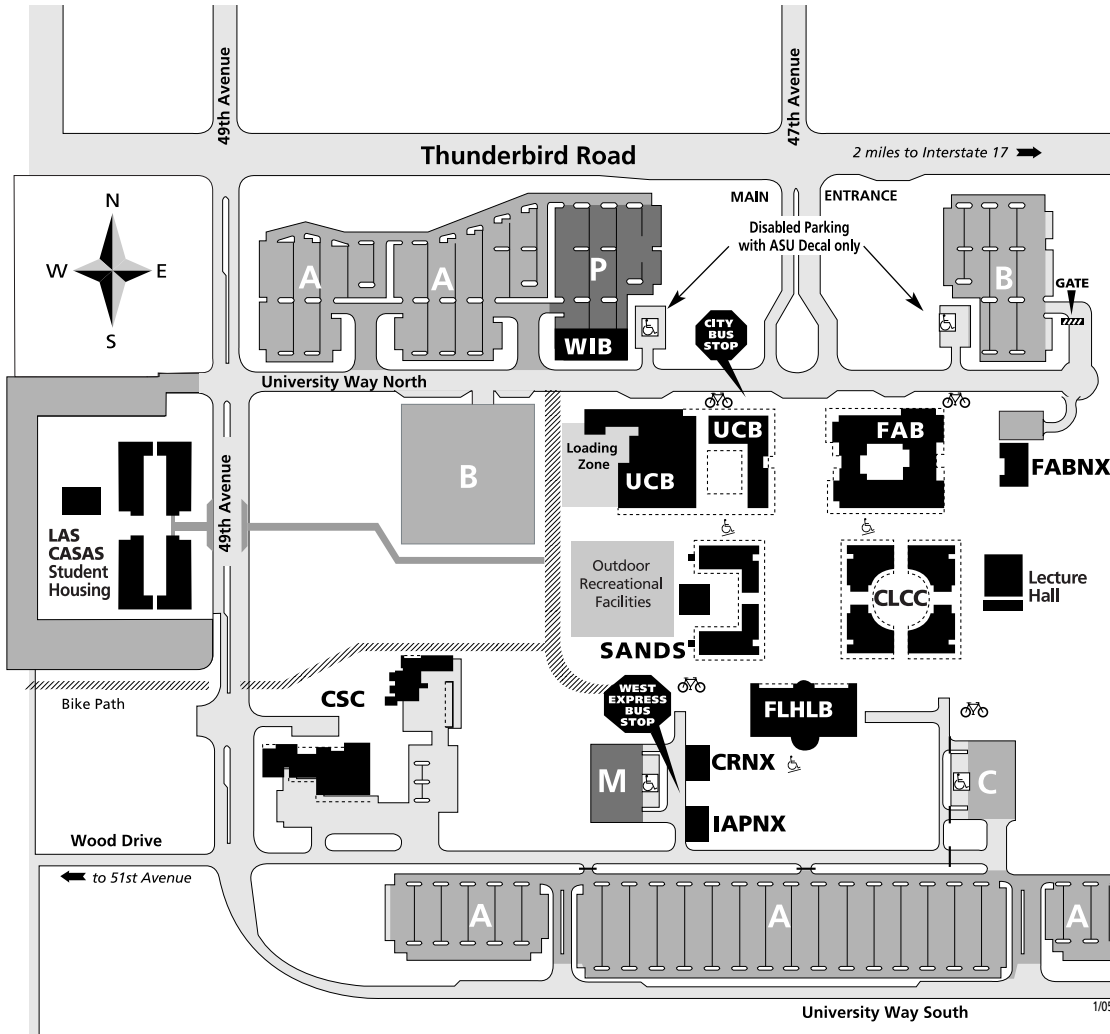 49th Avenue
47th Avenue
Thunderbird Road
2 miles to Interstate 17
MAIN ENTRANCE
N
W E
S
Disabled Parking
with ASU Decal only
A
A
P
B
GATE
WIB
CITY
BUS
STOP
University Way North
B
Loading
Zone
UCB
UCB
FAB
FABNX
LAS
CASAS
Student
Housing
49th Avenue
Outdoor
Recreational
Facilities
CLCC
Lecture
Hall
SANDS
Bike Path
CSC
WEST
EXPRESS
BUS
STOP
FLHLB
M
CRNX
C
IAPNX
Wood Drive
to 51st Avenue
A
A
A
University Way South
1/05